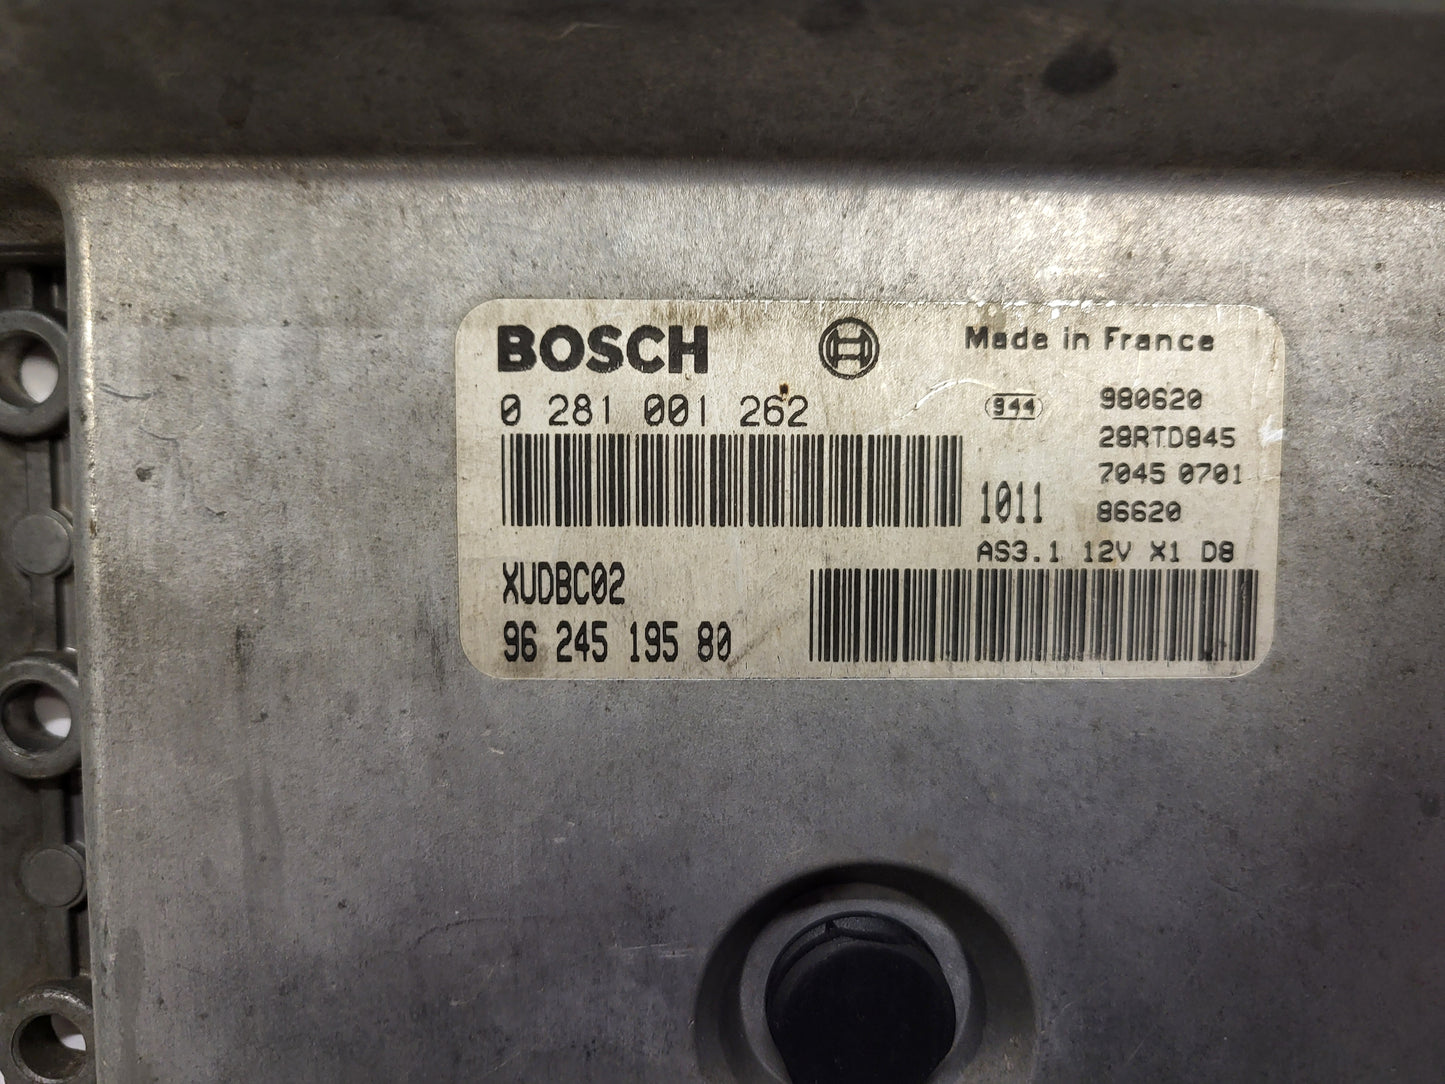 BOSCH
Made in France
0 281 001 262
944
980620
28RTD845
7045 0701
1011
86620
AS3.1 12V X1 D8
XUDBC02
96 245 195 80